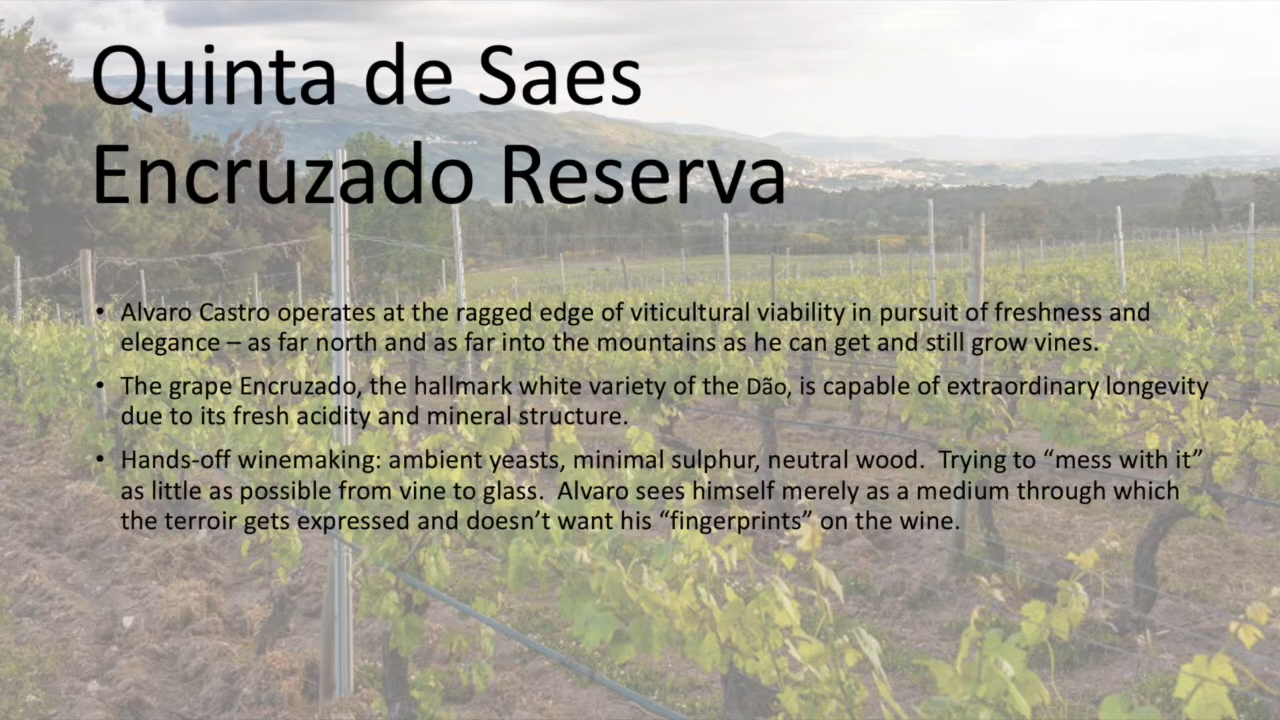 Quinta de Saes
Encruzado Reserva
• Alvaro Castro operates at the ragged edge of viticultural viability in pursuit of freshness and
elegance – as far north and as far into the mountains as he can get and still grow vines.
• The grape Encruzado, the hallmark white variety of the Dão, is capable of extraordinary longevity
due to its fresh acidity and mineral structure.
• Hands-off winemaking: ambient yeasts, minimal sulphur, neutral wood.  Trying to “mess with it”
as little as possible from vine to glass.  Alvaro sees himself merely as a medium through which
the terroir gets expressed and doesn’t want his “fingerprints” on the wine.